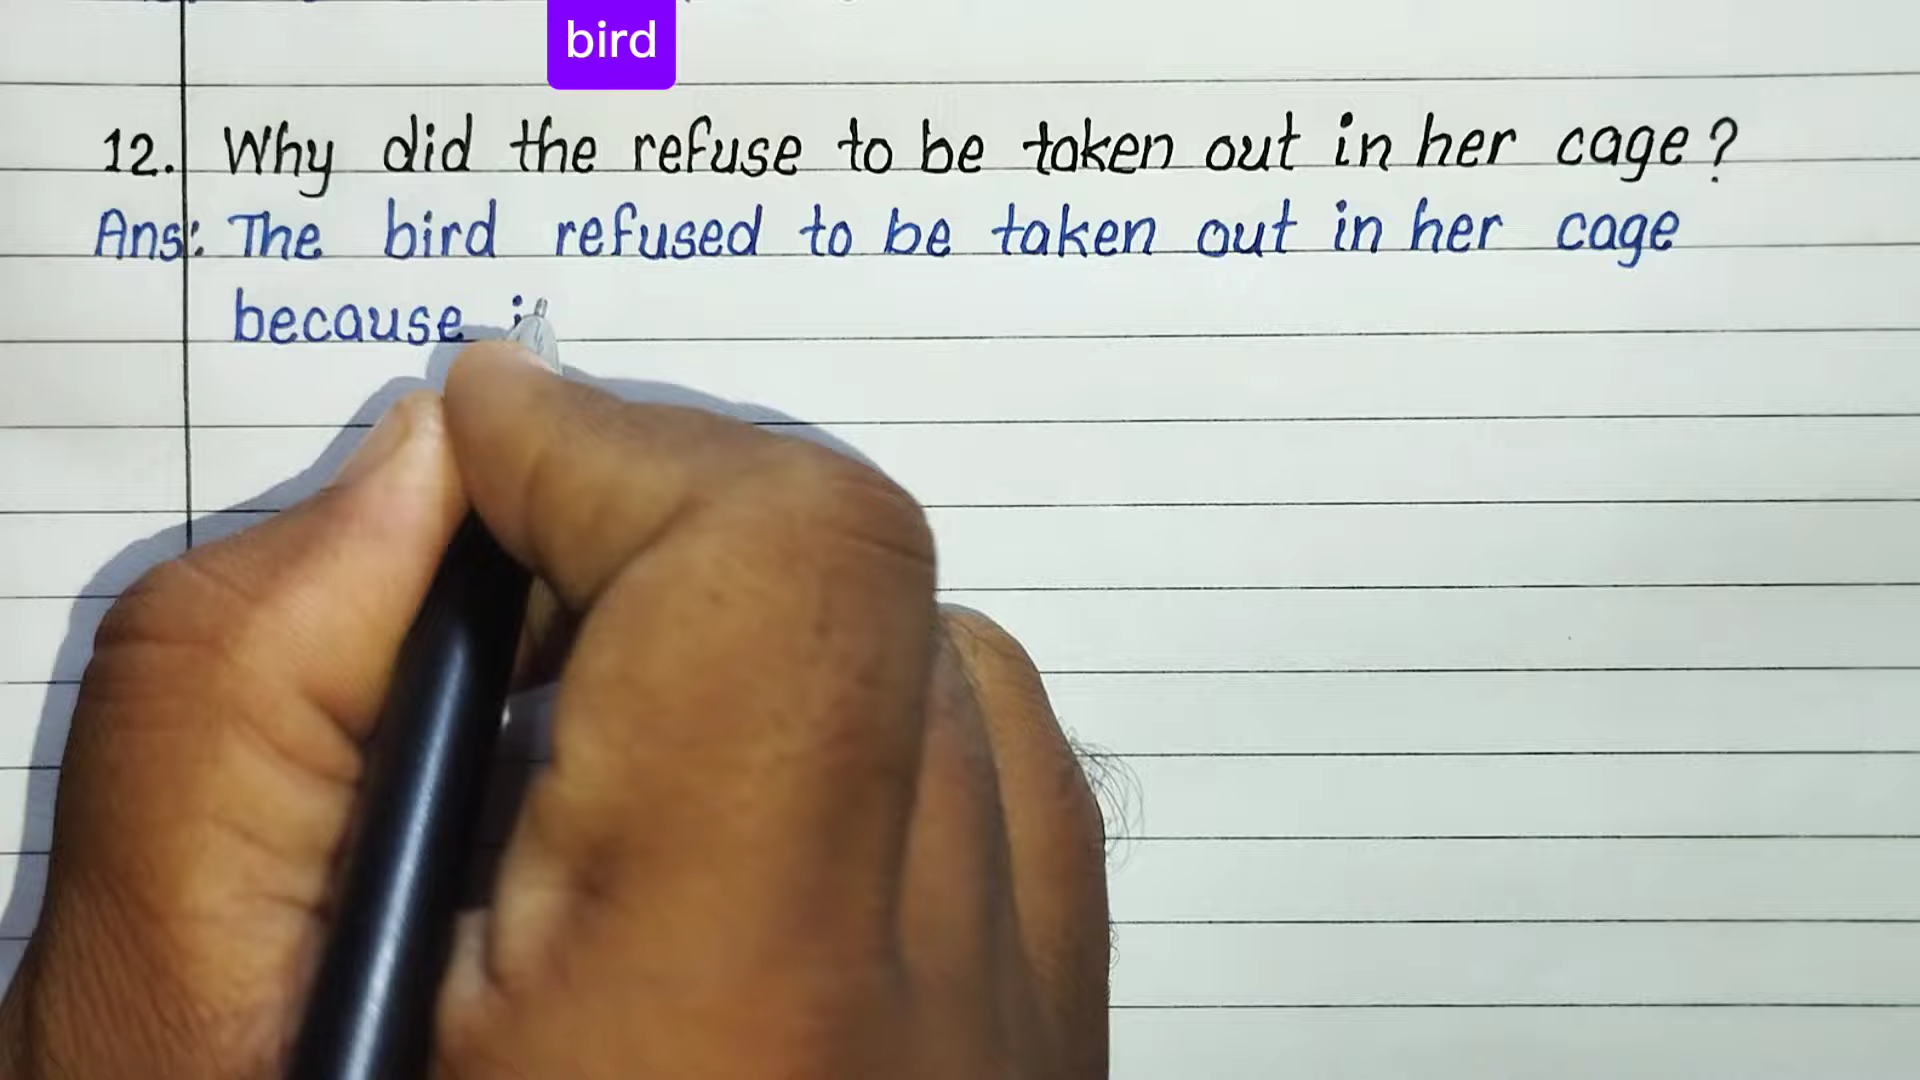 bird
12. Why did the refuse to be taken out in her cage?
Ans: The bird refused to be taken out in her cage
because